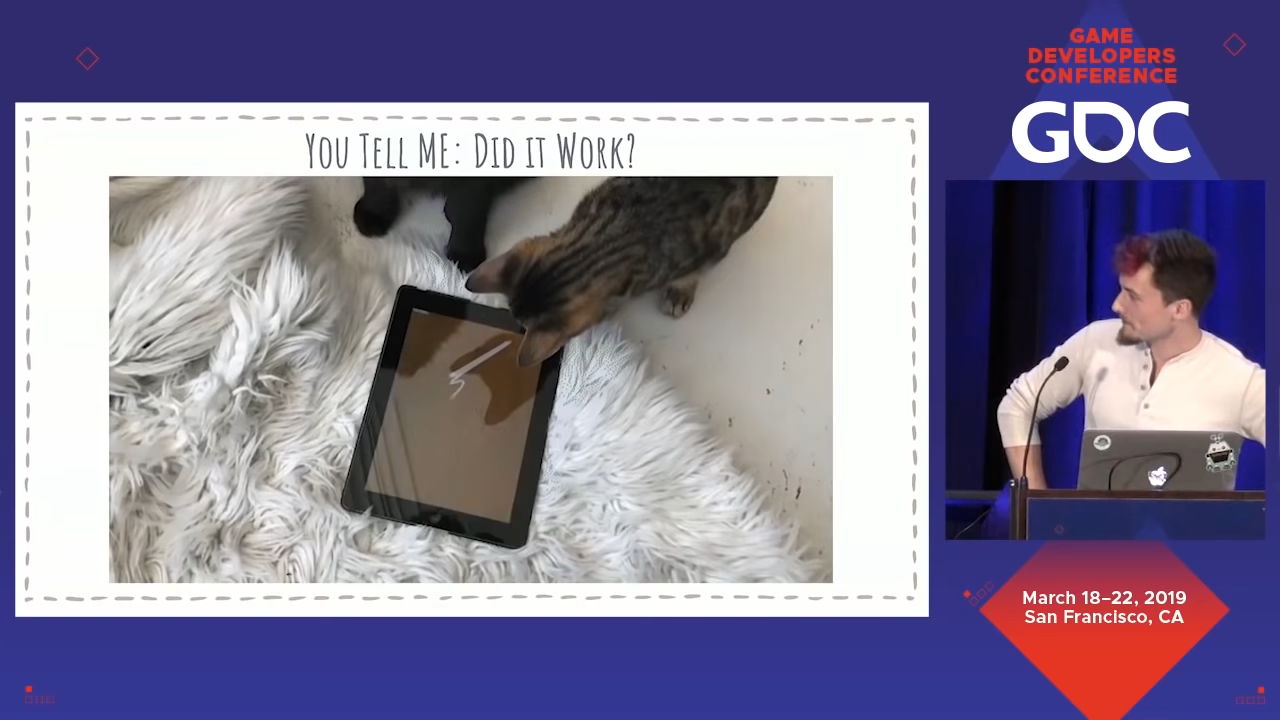 You Tell ME: Did it Work?
GAME
DEVELOPERS
CONFERENCE
GDC
March 18–22, 2019
San Francisco, CA